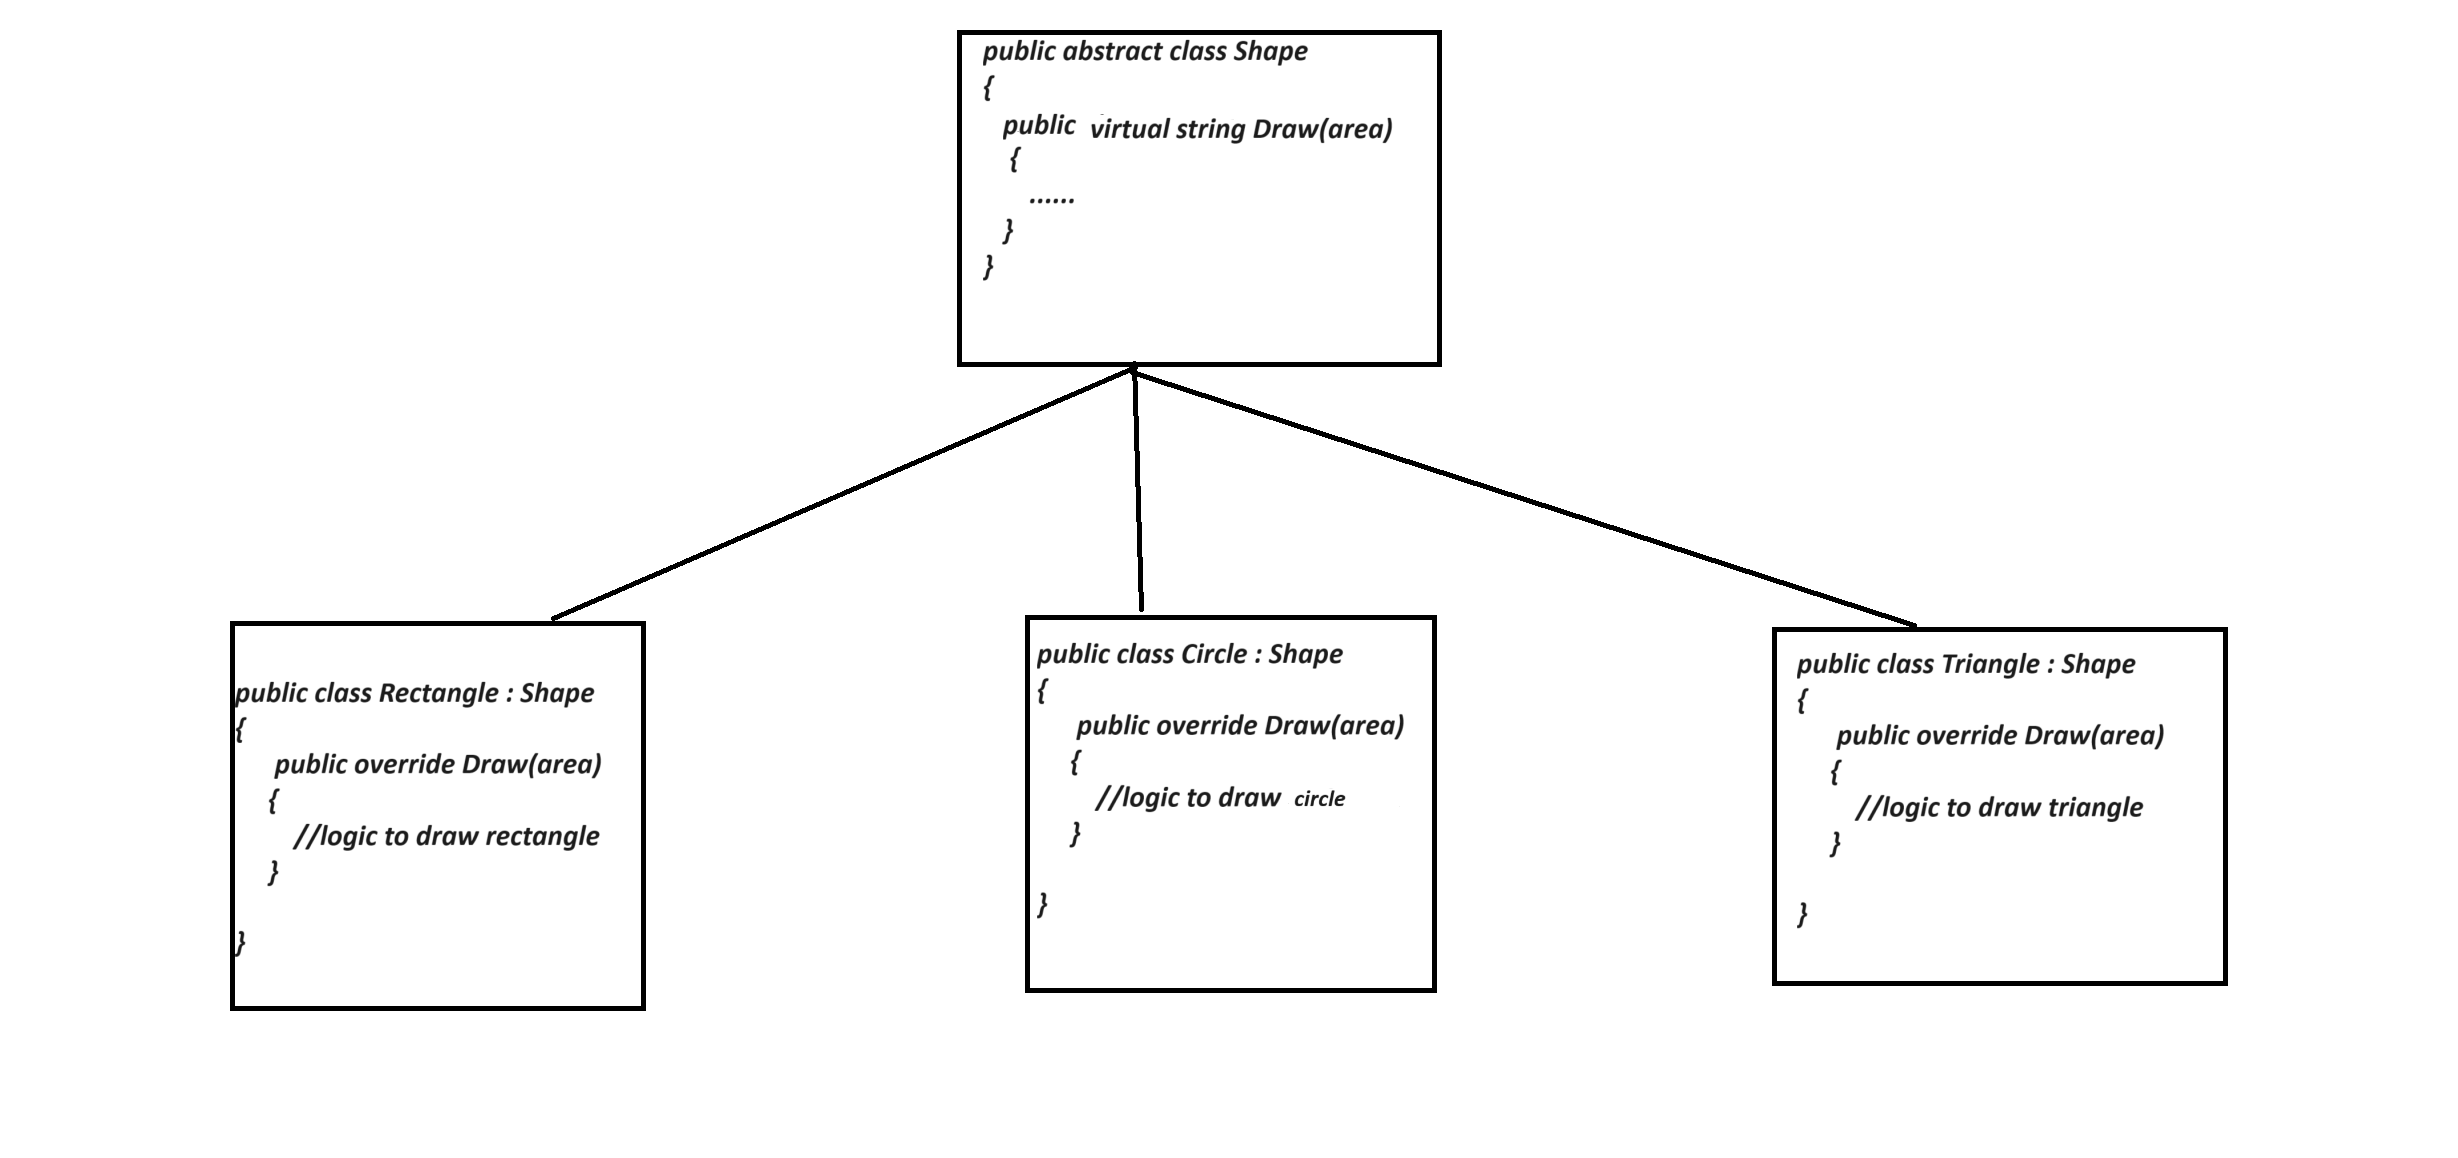 public abstract class Shape
{
public virtual string Draw(area)
{
......
}
}
public class Rectangle : Shape
{
public override Draw(area)
{
//logic to draw rectangle
}
}
public class Circle : Shape
{
public override Draw(area)
{
//logic to draw circle
}
}
public class Triangle : Shape
{
public override Draw(area)
{
//logic to draw triangle
}
}